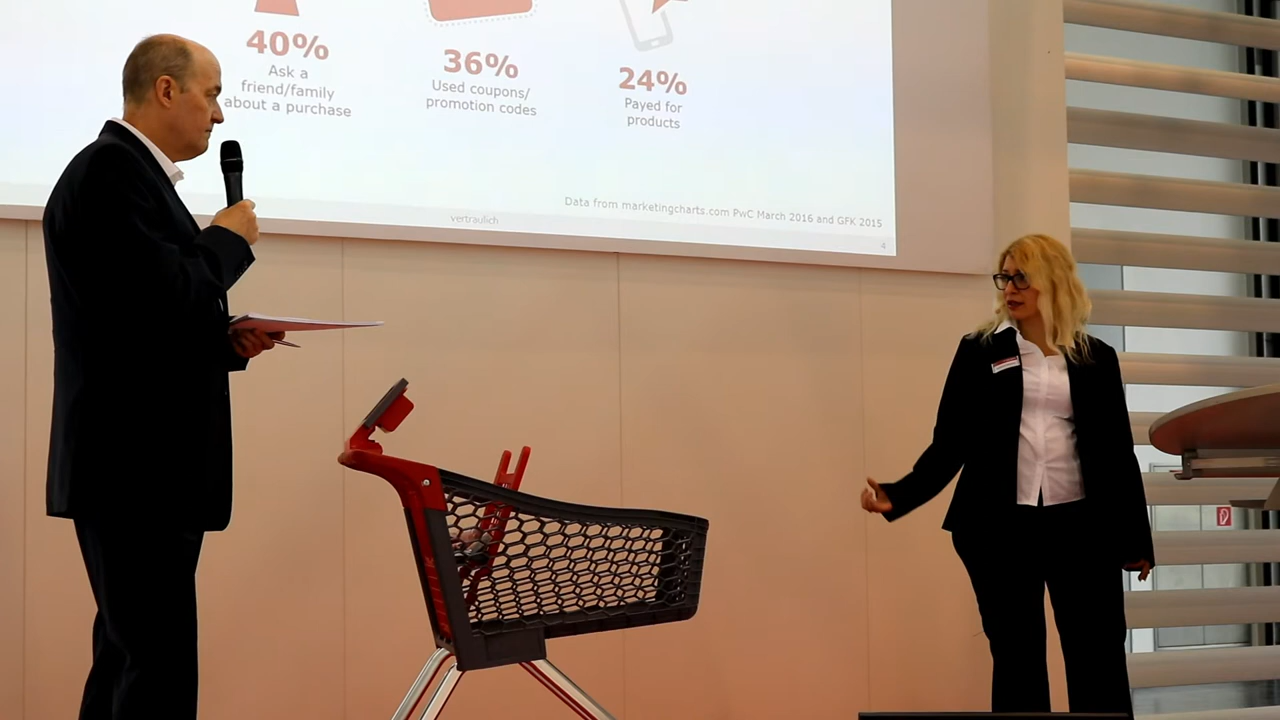 40%
Ask a
friend/family
about a purchase
36%
Used coupons/
promotion codes
24%
Payed for
products
Data from marketingcharts.com PwC March 2016 and GFK 2015
vertraulich
4